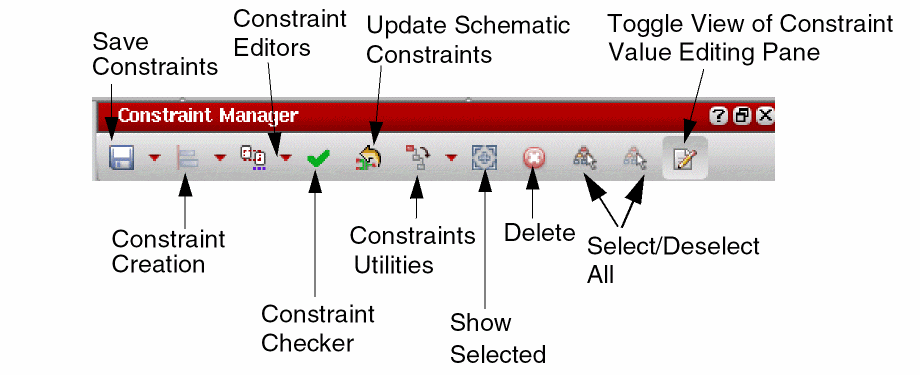 Save
Constraints
Constraint
Editors
Update Schematic
Constraints
Toggle View of Constraint
Value Editing Pane
Constraint Manager
?
Constraint
Creation
Constraint
Checker
Constraints
Utilities
Show
Selected
Delete
Select/Deselect
All